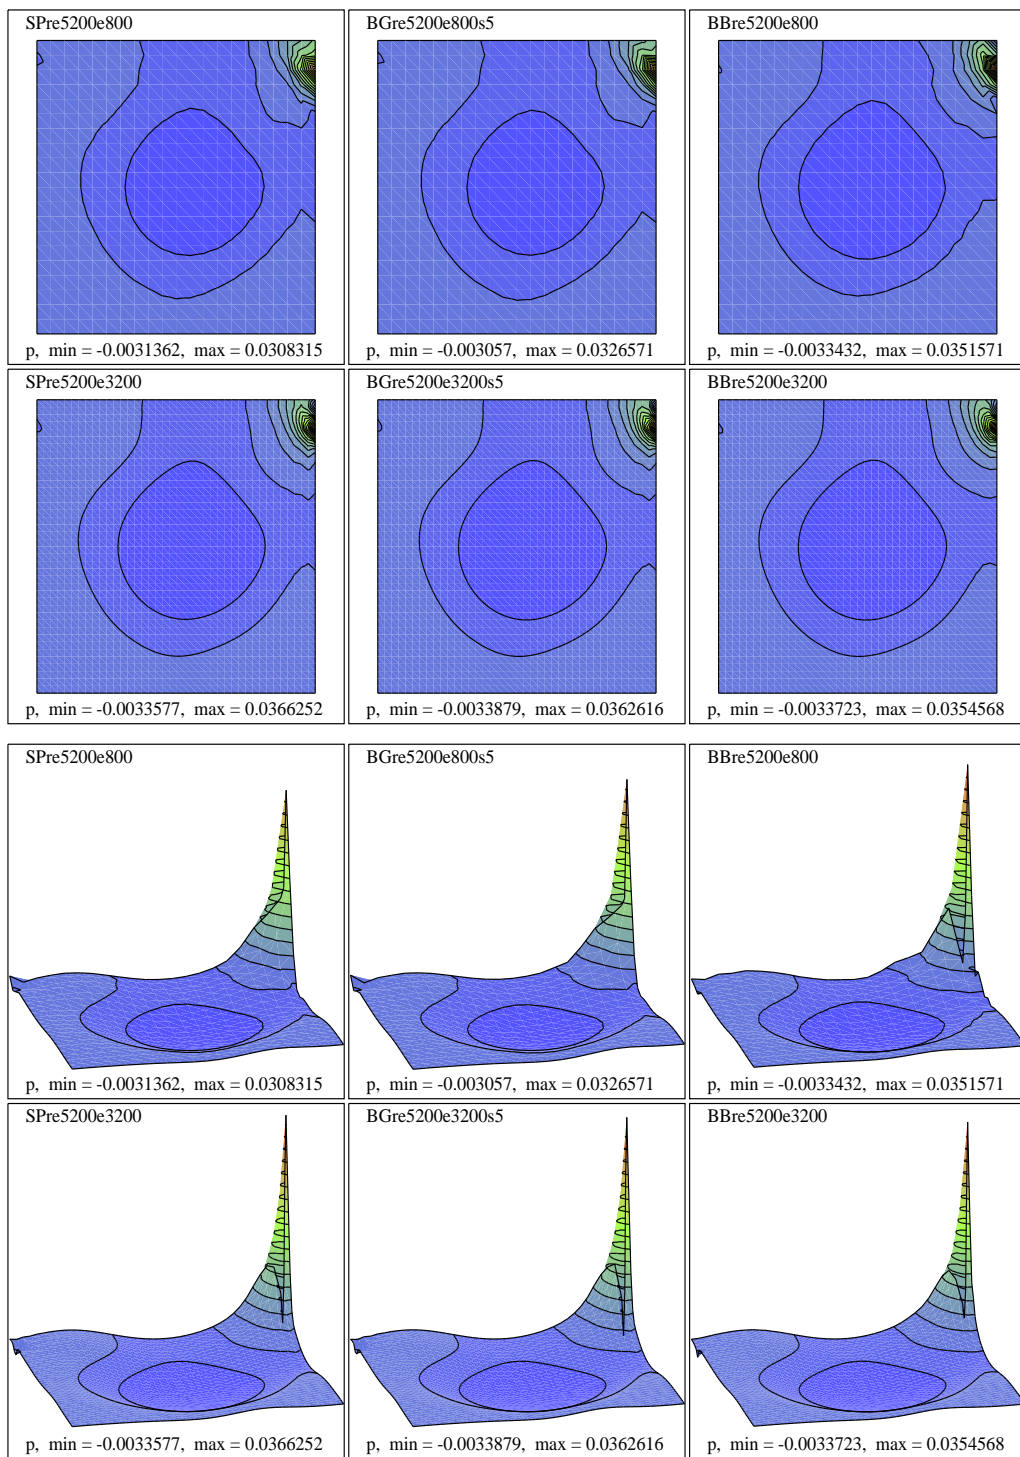 SPre5200e800
BGre5200e800s5
BBre5200e800
p, min = -0.0031362, max = 0.0308315
p, min = -0.003057, max = 0.0326571
p, min = -0.0033432, max = 0.0351571
SPre5200e3200
BGre5200e3200s5
BBre5200e3200
p, min = -0.0033577, max = 0.0366252
p, min = -0.0033879, max = 0.0362616
p, min = -0.0033723, max = 0.0354568
SPre5200e800
BGre5200e800s5
BBre5200e800
p, min = -0.0031362, max = 0.0308315
p, min = -0.003057, max = 0.0326571
p, min = -0.0033432, max = 0.0351571
SPre5200e3200
BGre5200e3200s5
BBre5200e3200
p, min = -0.0033577, max = 0.0366252
p, min = -0.0033879, max = 0.0362616
p, min = -0.0033723, max = 0.0354568